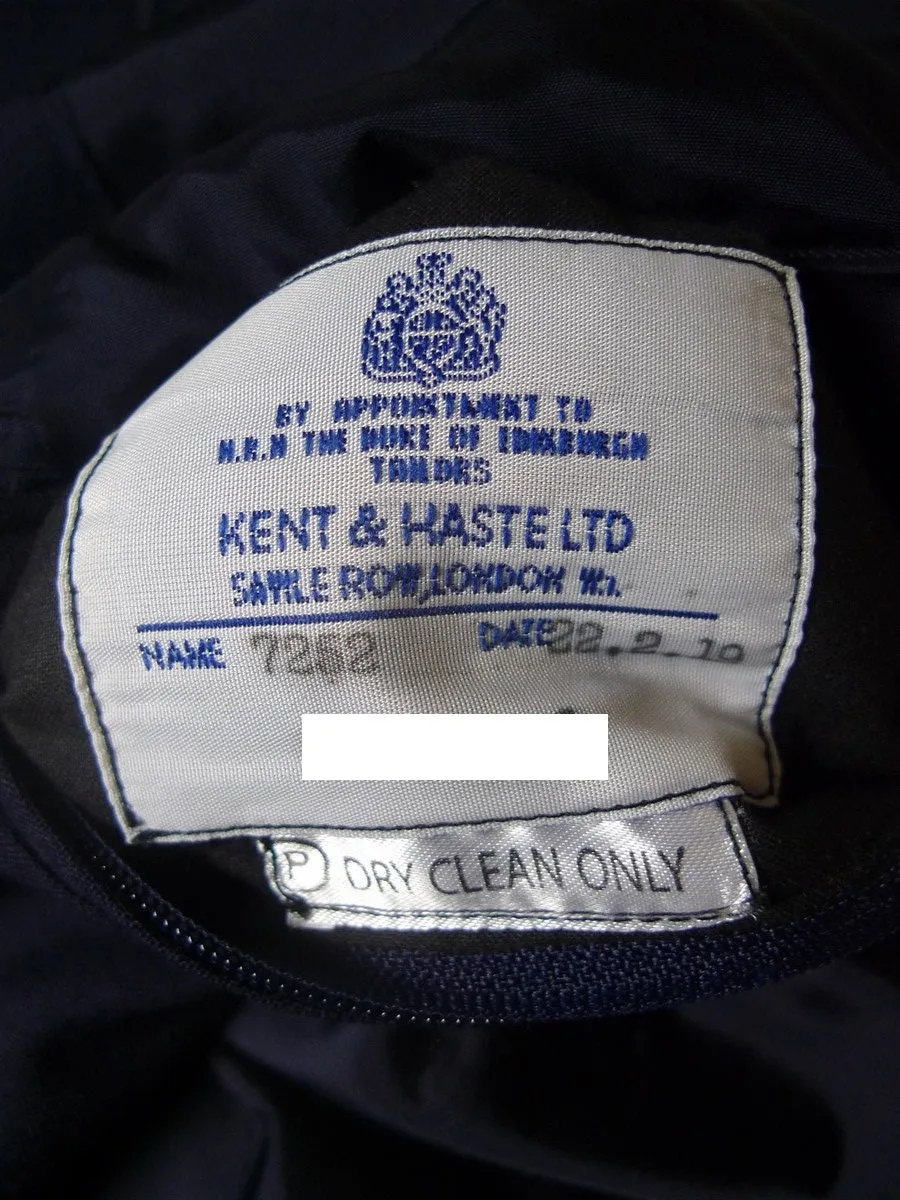 BY APPOINTMENT TO
H.R.H THE DUKE OF EDINBURGH
TAILORS
KENT & HASTE LTD
SAVILE ROW, LONDON W1.
NAME 7262 DATE 22.2.10
P DRY CLEAN ONLY